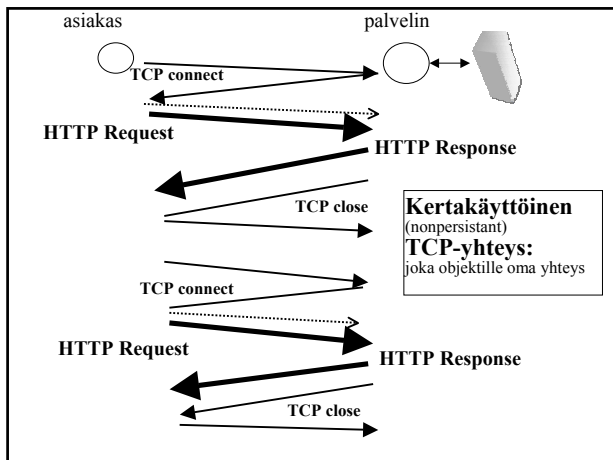 asiakas
palvelin
TCP connect
HTTP Request
HTTP Response
TCP close
Kertakäyttöinen
(nonpersistant)
TCP-yhteys:
joka objektille oma yhteys
TCP connect
HTTP Request
HTTP Response
TCP close